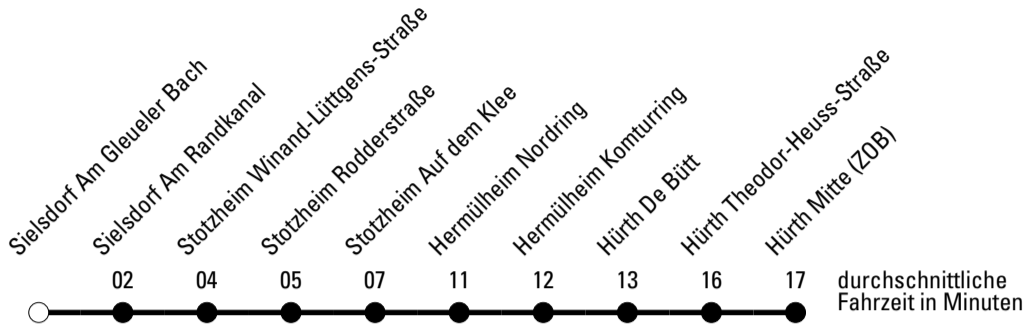 Sielsdorf Am Gleueler Bach
Sielsdorf Am Randkanal
Stotzheim Winand-Lüttgens-Straße
Stotzheim Rodderstraße
Stotzheim Auf dem Klee
Hermülheim Nordring
Hermülheim Komturring
Hürth De Bütt
Hürth Theodor-Heuss-Straße
Hürth Mitte (ZOB)
02 04 05 07 11 12 13 16 17
durchschnittliche
Fahrzeit in Minuten